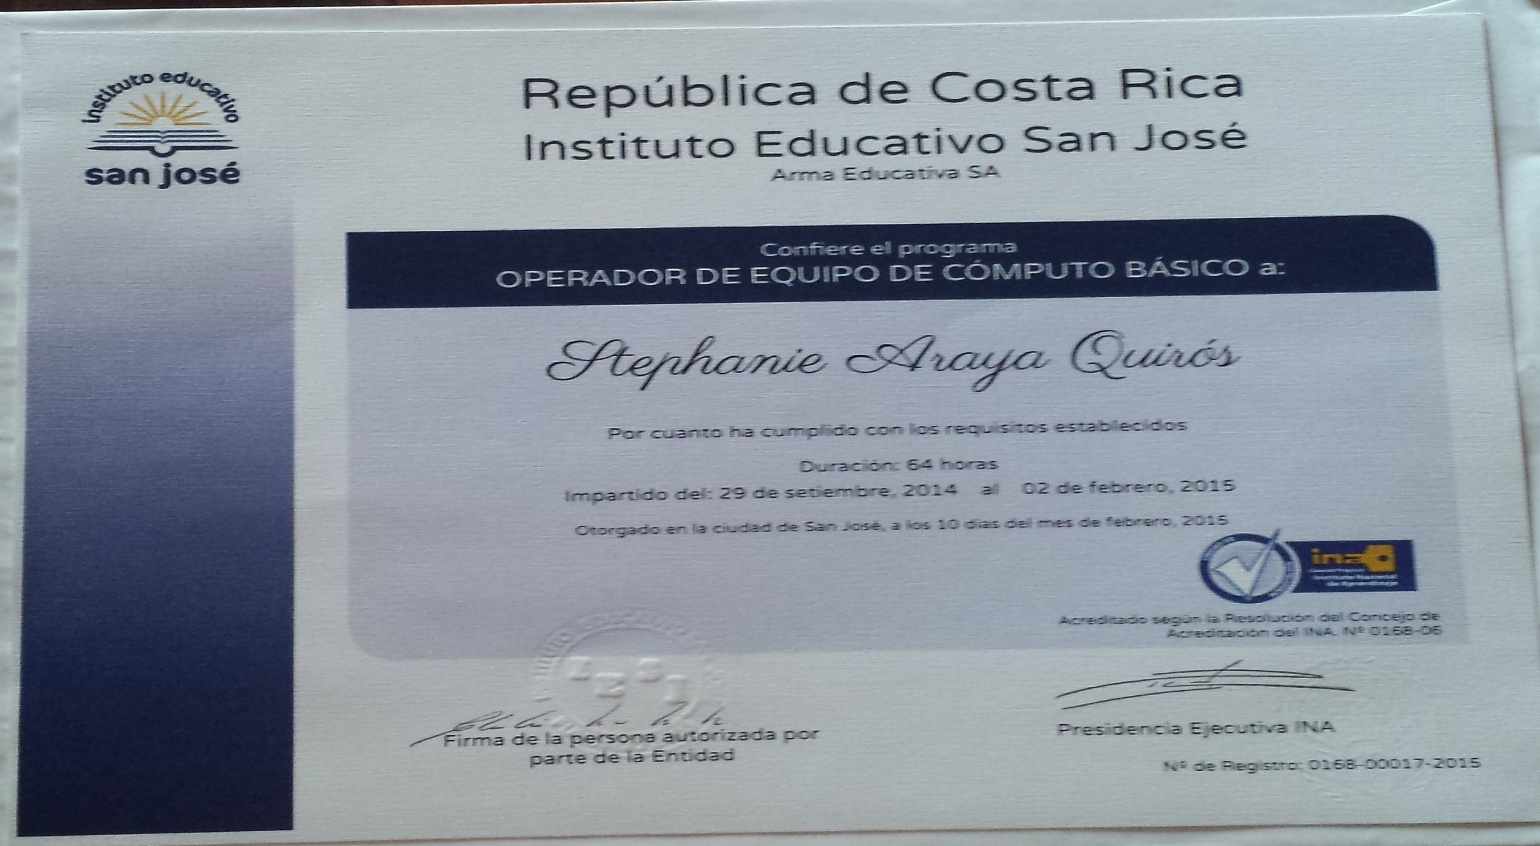 instituto educativo
san josé
República de Costa Rica
Instituto Educativo San José
Arma Educativa SA
Confiere el programa
OPERADOR DE EQUIPO DE CÓMPUTO BÁSICO a:
Stephanie Araya Quirós
Por cuanto ha cumplido con los requisitos establecidos
Duración: 64 horas
Impartido del: 29 de setiembre, 2014 al 02 de febrero, 2015
Otorgado en la ciudad de San José, a los 10 días del mes de febrero, 2015
ina
Instituto Nacional
de Aprendizaje
Acreditado según la Resolución del Concejo de
Acreditación del INA. Nº 0168-06
IESJ
Firma de la persona autorizada por
parte de la Entidad
Presidencia Ejecutiva INA
Nº de Registro: 0168-00017-2015